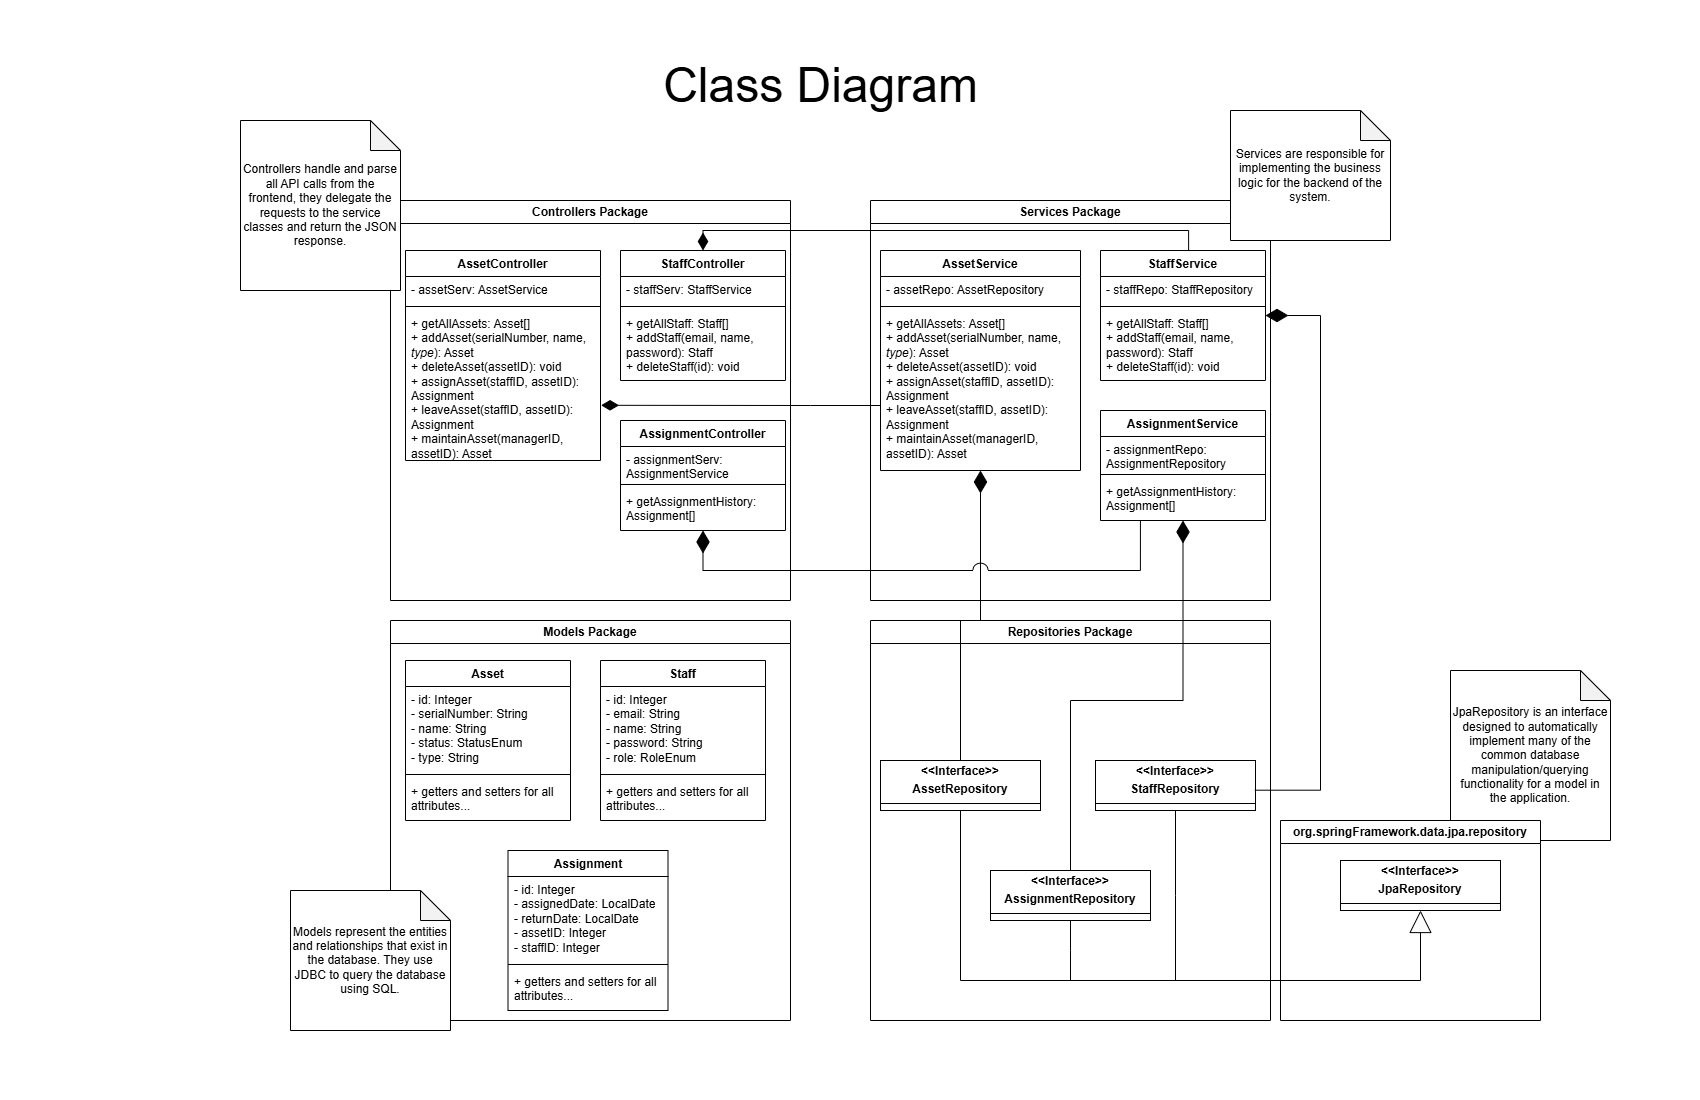 Class Diagram
Controllers handle and parse
all API calls from the
frontend, they delegate the
requests to the service
classes and return the JSON
response.
Services are responsible for
implementing the business
logic for the backend of the
system.
Controllers Package
AssetController
- assetServ: AssetService
+ getAllAssets: Asset[]
+ addAsset(serialNumber, name,
type): Asset
+ deleteAsset(assetID): void
+ assignAsset(staffID, assetID):
Assignment
+ leaveAsset(staffID, assetID):
Assignment
+ maintainAsset(managerID,
assetID): Asset
StaffController
- staffServ: StaffService
+ getAllStaff: Staff[]
+ addStaff(email, name,
password): Staff
+ deleteStaff(id): void
AssignmentController
- assignmentServ:
AssignmentService
+ getAssignmentHistory:
Assignment[]
Services Package
AssetService
- assetRepo: AssetRepository
+ getAllAssets: Asset[]
+ addAsset(serialNumber, name,
type): Asset
+ deleteAsset(assetID): void
+ assignAsset(staffID, assetID):
Assignment
+ leaveAsset(staffID, assetID):
Assignment
+ maintainAsset(managerID,
assetID): Asset
StaffService
- staffRepo: StaffRepository
+ getAllStaff: Staff[]
+ addStaff(email, name,
password): Staff
+ deleteStaff(id): void
AssignmentService
- assignmentRepo:
AssignmentRepository
+ getAssignmentHistory:
Assignment[]
Models Package
Asset
- id: Integer
- serialNumber: String
- name: String
- status: StatusEnum
- type: String
+ getters and setters for all
attributes...
Staff
- id: Integer
- email: String
- name: String
- password: String
- role: RoleEnum
+ getters and setters for all
attributes...
Assignment
- id: Integer
- assignedDate: LocalDate
- returnDate: LocalDate
- assetID: Integer
- staffID: Integer
+ getters and setters for all
attributes...
Models represent the entities
and relationships that exist in
the database. They use
JDBC to query the database
using SQL.
Repositories Package
<<Interface>>
AssetRepository
<<Interface>>
StaffRepository
<<Interface>>
AssignmentRepository
JpaRepository is an interface
designed to automatically
implement many of the
common database
manipulation/querying
functionality for a model in
the application.
org.springFramework.data.jpa.repository
<<Interface>>
JpaRepository